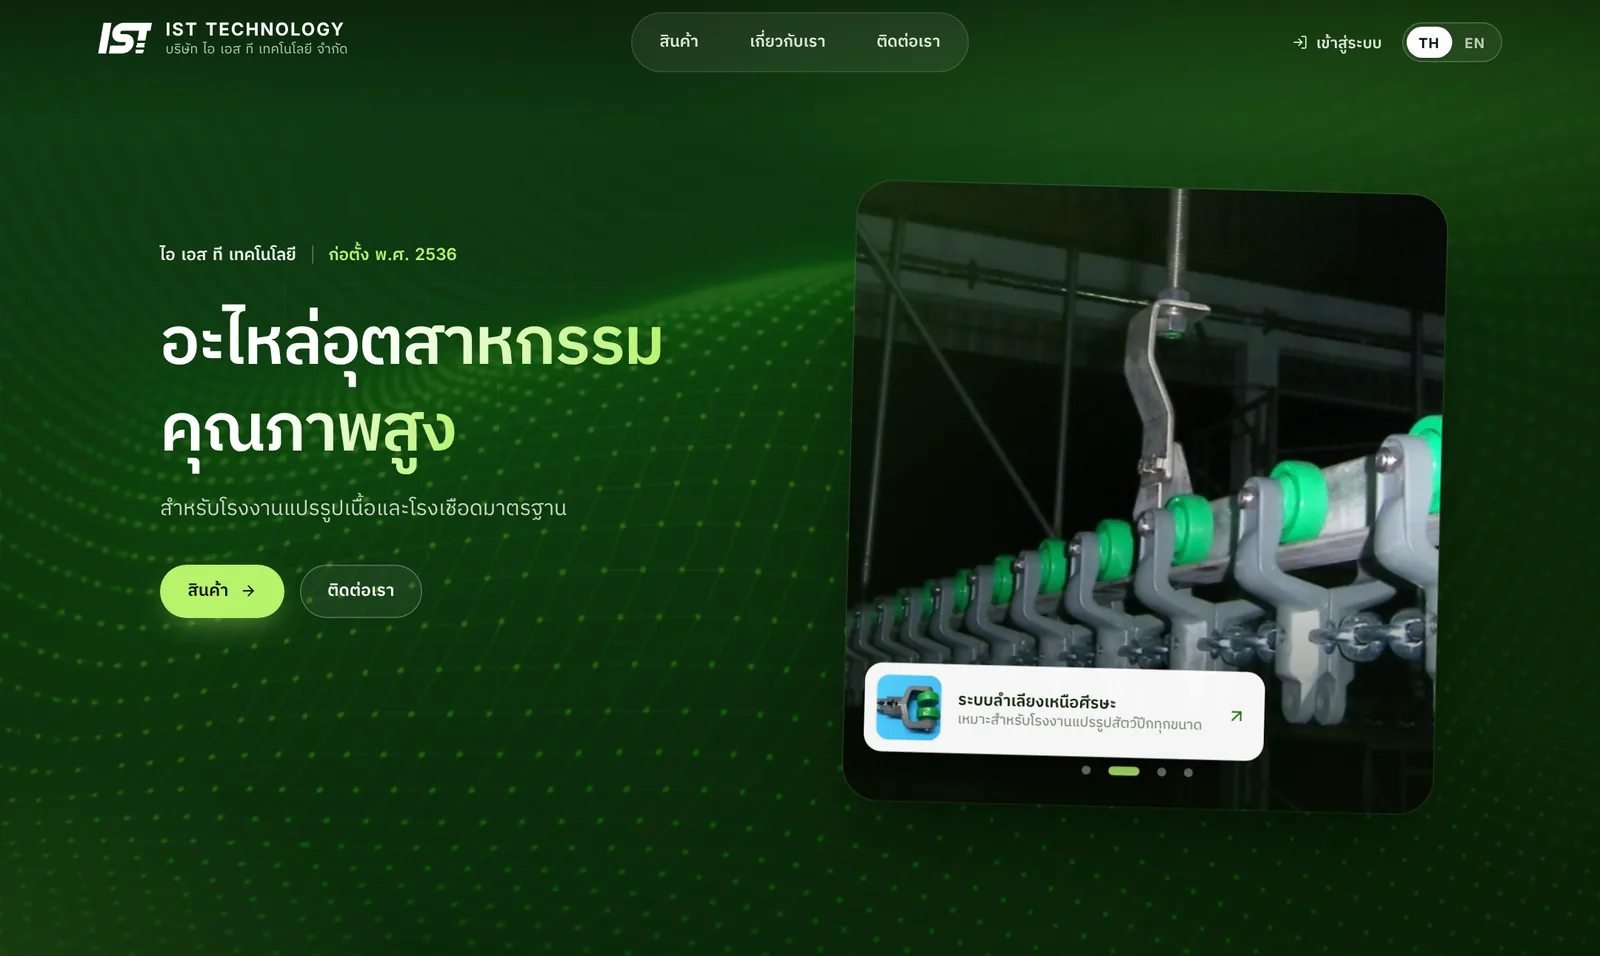 IST
IST TECHNOLOGY
บริษัท ไอ เอส ที เทคโนโลยี จำกัด
สินค้า
เกี่ยวกับเรา
ติดต่อเรา
เข้าสู่ระบบ
TH
EN
ไอ เอส ที เทคโนโลยี
ก่อตั้ง พ.ศ. 2536
อะไหล่อุตสาหกรรม
คุณภาพสูง
สำหรับโรงงานแปรรูปเนื้อและโรงเชือดมาตรฐาน
สินค้า
ติดต่อเรา
ระบบลำเลียงเหนือศีรษะ
เหมาะสำหรับโรงงานแปรรูปสัตว์ปีกทุกขนาด